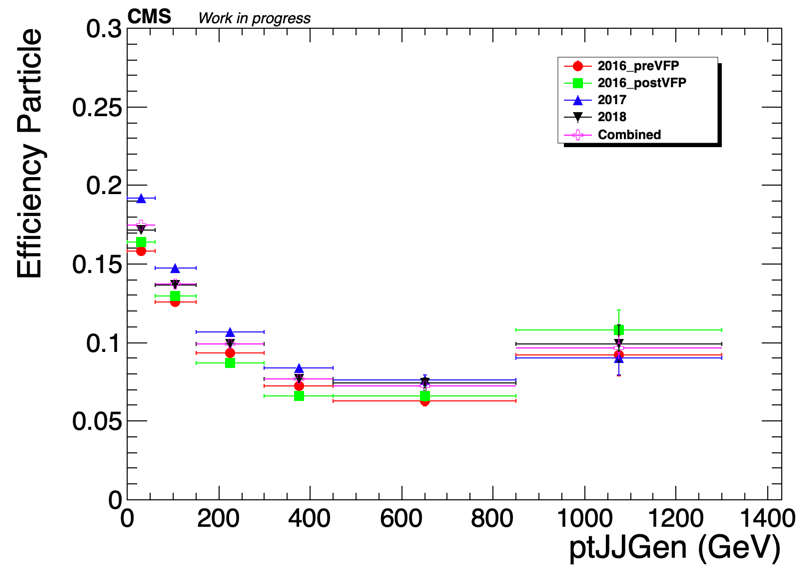 CMS Work in progress
0.3
0.25
0.2
0.15
0.1
0.05
0
Efficiency Particle
2016_preVFP
2016_postVFP
2017
2018
Combined
0 200 400 600 800 1000 1200 1400
ptJJGen (GeV)